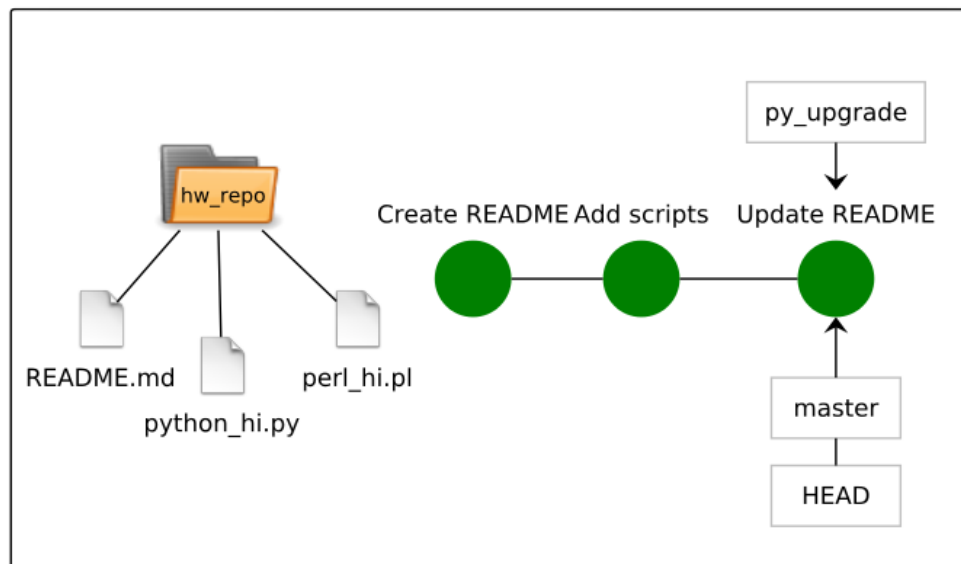 py_upgrade
hw_repo
Create README
Add scripts
Update README
README.md
perl_hi.pl
python_hi.py
master
HEAD